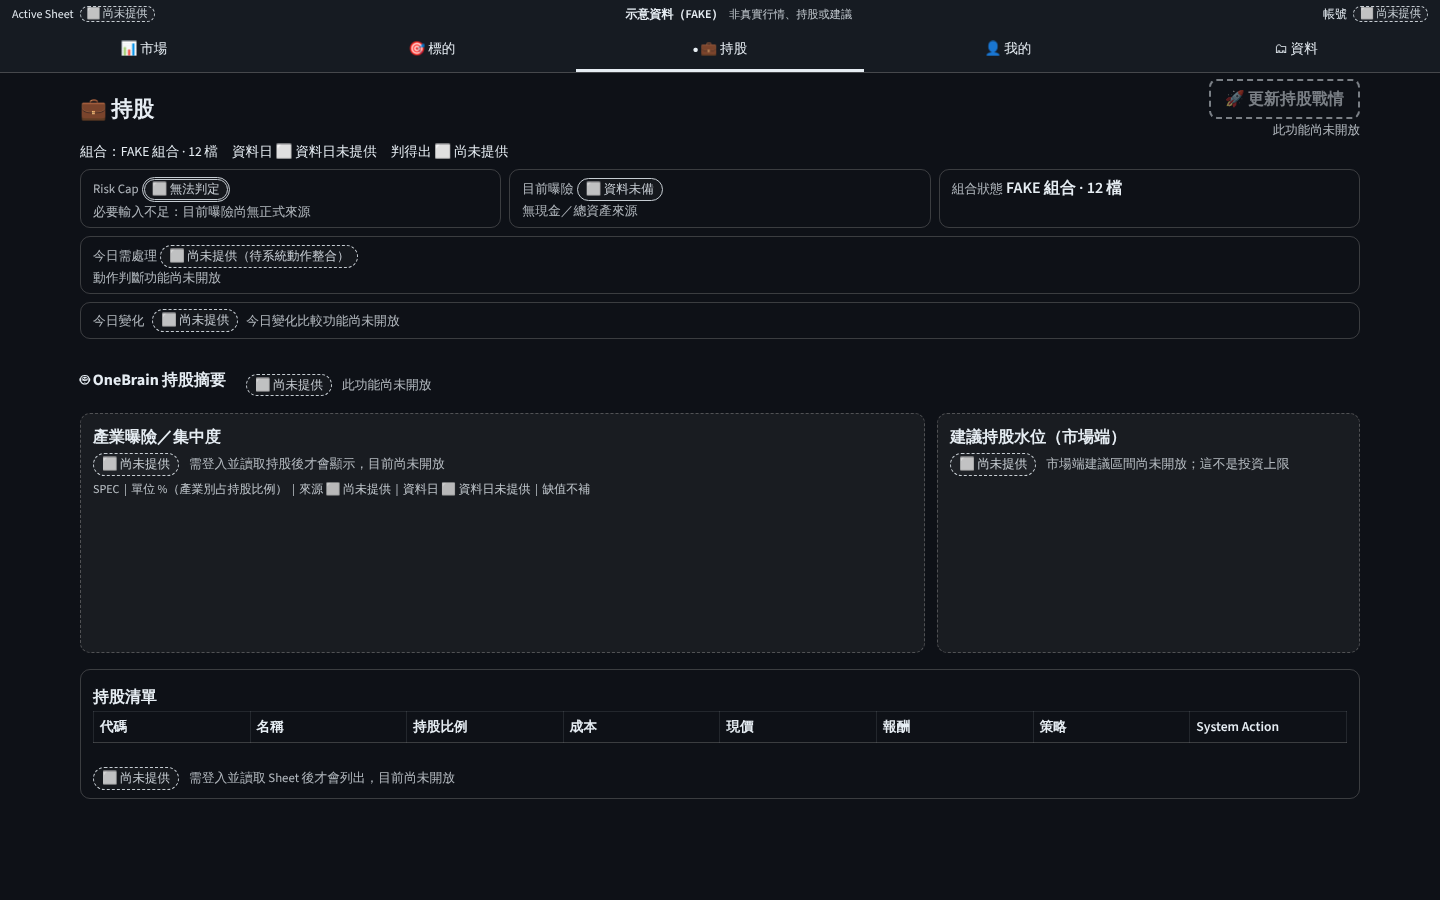 Active Sheet ⬜ 尚未提供 示意資料（FAKE） 非真實行情、持股或建議 帳號 ⬜ 尚未提供
📊 市場 🎯 標的 • 💼 持股 👤 我的 🗂 資料
💼 持股 🚀 更新持股戰情
此功能尚未開放
組合：FAKE 組合 · 12 檔 資料日 ⬜ 資料日未提供 判得出 ⬜ 尚未提供
Risk Cap ⬜ 無法判定
必要輸入不足：目前曝險尚無正式來源
目前曝險 ⬜ 資料未備
無現金／總資產來源
組合狀態 FAKE 組合 · 12 檔
今日需處理 ⬜ 尚未提供（待系統動作整合）
動作判斷功能尚未開放
今日變化 ⬜ 尚未提供 今日變化比較功能尚未開放
OneBrain 持股摘要 ⬜ 尚未提供 此功能尚未開放
產業曝險／集中度
⬜ 尚未提供 需登入並讀取持股後才會顯示，目前尚未開放
SPEC｜單位 %（產業別占持股比例）｜來源 ⬜ 尚未提供｜資料日 ⬜ 資料日未提供｜缺值不補
建議持股水位（市場端）
⬜ 尚未提供 市場端建議區間尚未開放；這不是投資上限
持股清單
代碼 名稱 持股比例 成本 現價 報酬 策略 System Action
⬜ 尚未提供 需登入並讀取 Sheet 後才會列出，目前尚未開放